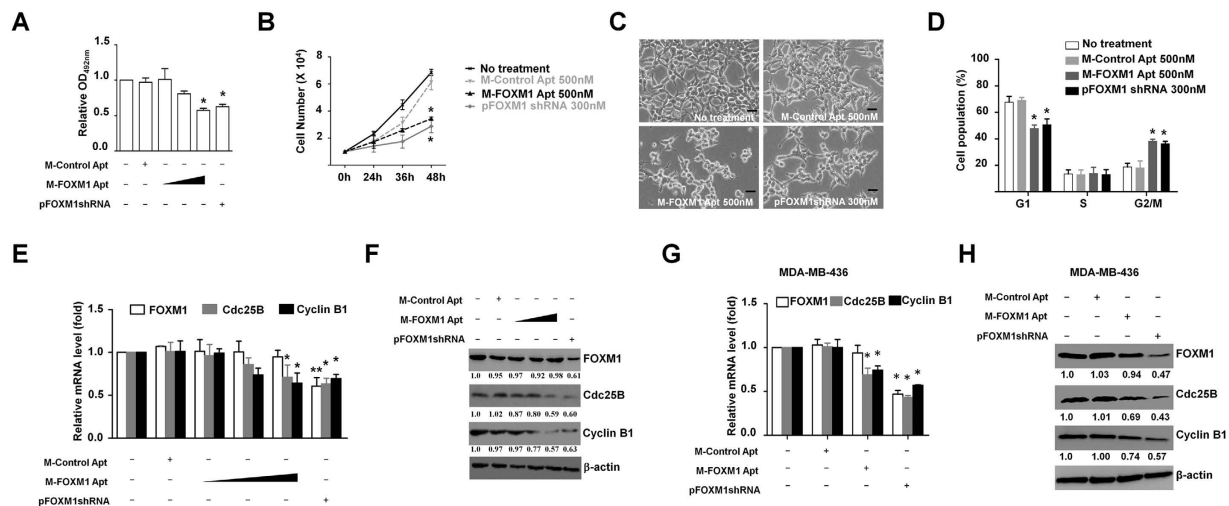 A
Relative OD492nm
1.5
1.0
0.5
0.0
M-Control Apt – + – – – –
M-FOXM1 Apt – – –
pFOXM1shRNA – – – – – +
* *
B
Cell Number (X 10⁴)
8
6
4
2
0h 24h 36h 48h
No treatment
M-Control Apt 500nM
M-FOXM1 Apt 500nM
pFOXM1 shRNA 300nM
*
*
C
No treatment
M-Control Apt 500nM
M-FOXM1 Apt 500nM
pFOXM1shRNA 300nM
D
No treatment
M-Control Apt 500nM
M-FOXM1 Apt 500nM
pFOXM1 shRNA 300nM
Cell population (%)
100
80
60
40
20
0
* * * *
G1 S G2/M
E
FOXM1 Cdc25B Cyclin B1
Relative mRNA level (fold)
1.5
1.0
0.5
0.0
* * ** * *
M-Control Apt – + – – – –
M-FOXM1 Apt – – –
pFOXM1shRNA – – – – – +
F
M-Control Apt – + – – – –
M-FOXM1 Apt – – –
pFOXM1shRNA – – – – – +
FOXM1
1.0 0.95 0.97 0.92 0.98 0.61
Cdc25B
1.0 1.02 0.87 0.80 0.59 0.60
Cyclin B1
1.0 0.97 0.97 0.77 0.57 0.63
β-actin
G
MDA-MB-436
FOXM1 Cdc25B Cyclin B1
Relative mRNA level (fold)
1.5
1.0
0.5
0.0
* * * * *
M-Control Apt – + – –
M-FOXM1 Apt – – + –
pFOXM1shRNA – – – +
H
MDA-MB-436
M-Control Apt – + – –
M-FOXM1 Apt – – + –
pFOXM1shRNA – – – +
FOXM1
1.0 1.03 0.94 0.47
Cdc25B
1.0 1.01 0.69 0.43
Cyclin B1
1.0 1.00 0.74 0.57
β-actin